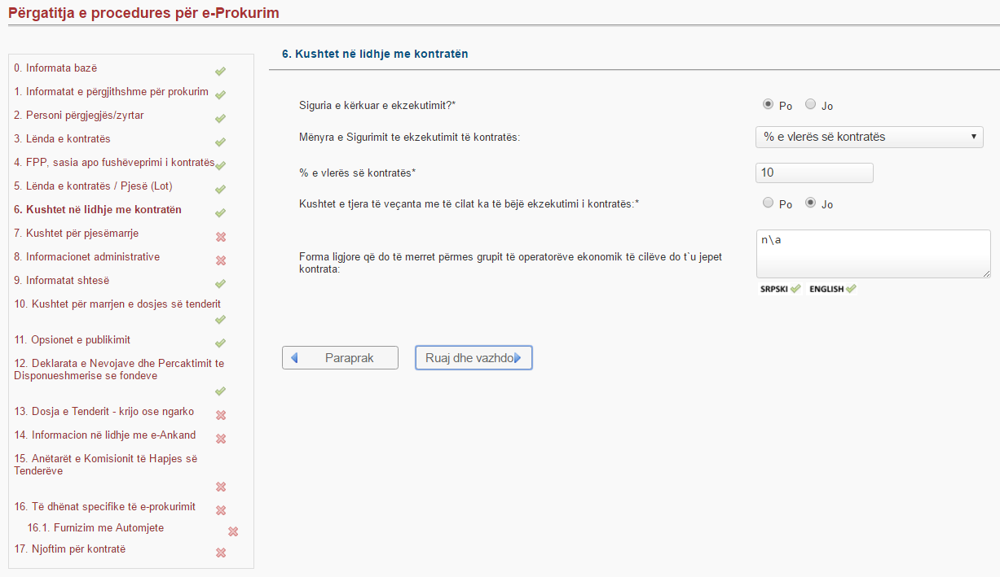 Përgatitja e procedures për e-Prokurim
0. Informata bazë
1. Informatat e përgjithshme për prokurim
2. Personi përgjegjës/zyrtar
3. Lënda e kontratës
4. FPP, sasia apo fushëveprimi i kontratës
5. Lënda e kontratës / Pjesë (Lot)
6. Kushtet në lidhje me kontratën
7. Kushtet për pjesëmarrje
8. Informacionet administrative
9. Informatat shtesë
10. Kushtet për marrjen e dosjes së tenderit
11. Opsionet e publikimit
12. Deklarata e Nevojave dhe Percaktimit te
Disponueshmerise se fondeve
13. Dosja e Tenderit - krijo ose ngarko
14. Informacion në lidhje me e-Ankand
15. Anëtarët e Komisionit të Hapjes së
Tenderëve
16. Të dhënat specifike të e-prokurimit
16.1. Furnizim me Automjete
17. Njoftim për kontratë
6. Kushtet në lidhje me kontratën
Siguria e kërkuar e ekzekutimit?*
Po Jo
Mënyra e Sigurimit te ekzekutimit të kontratës:
% e vlerës së kontratës
% e vlerës së kontratës*
10
Kushtet e tjera të veçanta me të cilat ka të bëjë ekzekutimi i kontratës:*
Po Jo
Forma ligjore që do të merret përmes grupit të operatorëve ekonomik të cilëve do t`u jepet
kontrata:
n\a
SRPSKI ENGLISH
Paraprak
Ruaj dhe vazhdo